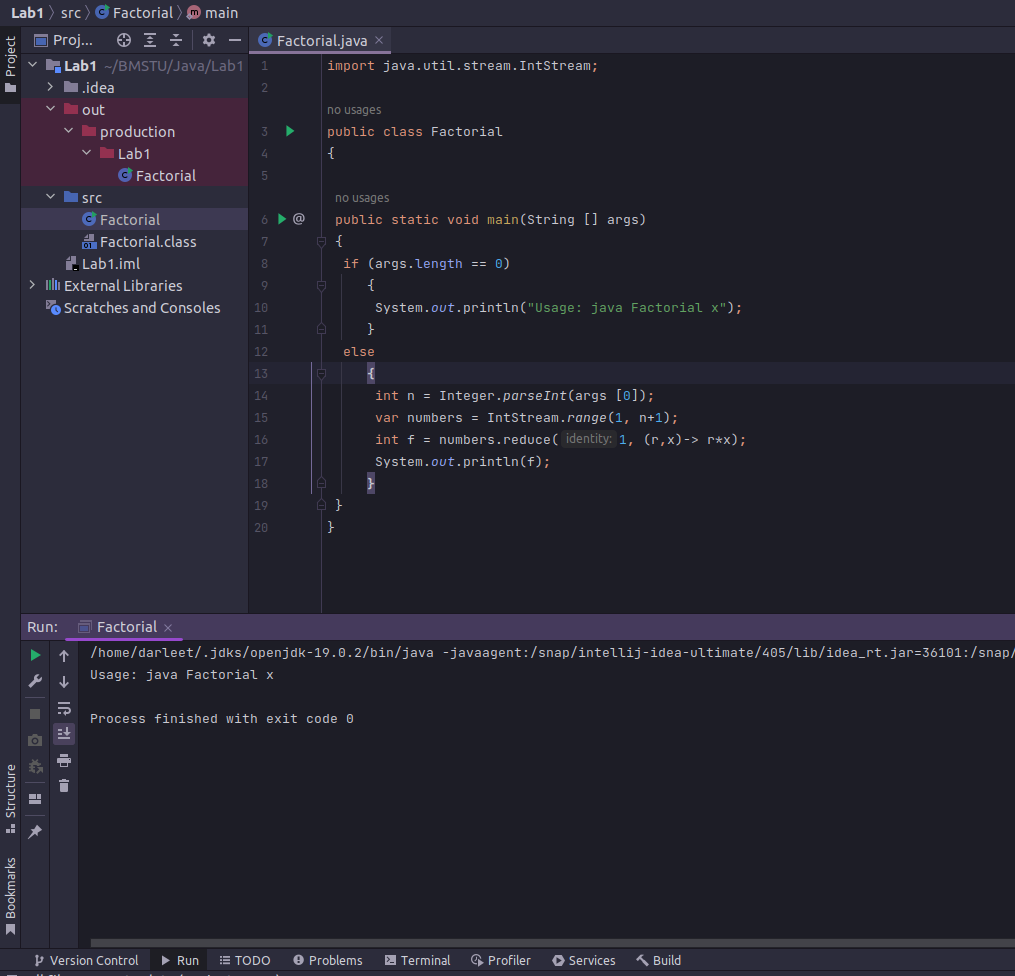 Lab1 〉 src 〉 Factorial 〉 main
Project
Proj...
Lab1 ~/BMSTU/Java/Lab1
.idea
out
production
Lab1
Factorial
src
Factorial
Factorial.class
Lab1.iml
External Libraries
Scratches and Consoles
Factorial.java
1 import java.util.stream.IntStream;
2
no usages
3 public class Factorial
4 {
5
no usages
6 @ public static void main(String [] args)
7 {
8 if (args.length == 0)
9 {
10 System.out.println("Usage: java Factorial x");
11 }
12 else
13 {
14 int n = Integer.parseInt(args [0]);
15 var numbers = IntStream.range(1, n+1);
16 int f = numbers.reduce( identity: 1, (r,x)-> r*x);
17 System.out.println(f);
18 }
19 }
20 }
Run: Factorial
/home/darleet/.jdks/openjdk-19.0.2/bin/java -javaagent:/snap/intellij-idea-ultimate/405/lib/idea_rt.jar=36101:/snap/
Usage: java Factorial x
Process finished with exit code 0
Structure
Bookmarks
Version Control Run TODO Problems Terminal Profiler Services Build